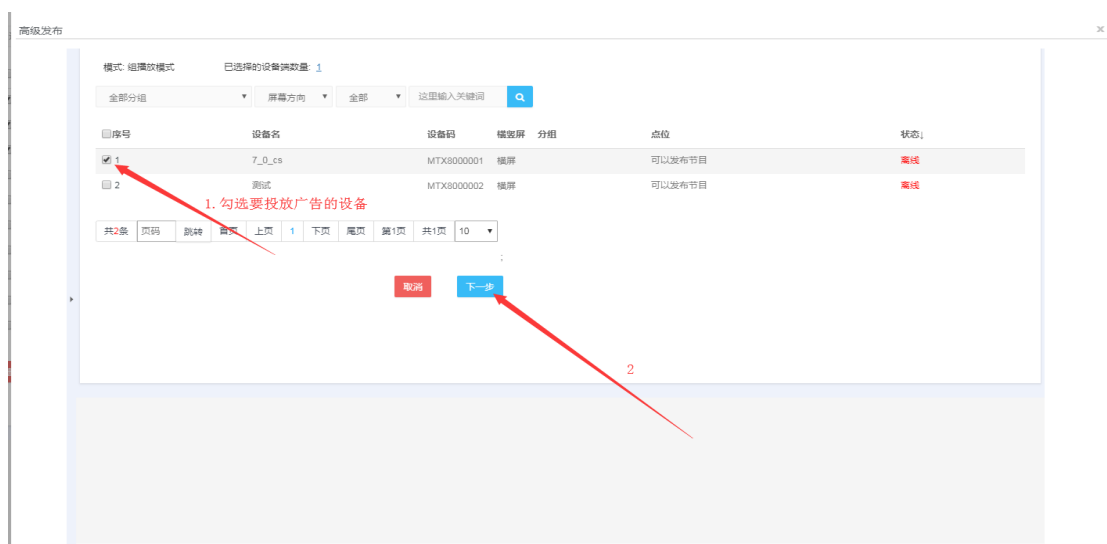 高级发布
模式: 组播放模式 已选择的设备端数量: 1
全部分组 屏幕方向 全部 这里输入关键词
序号 设备名 设备码 横竖屏 分组 点位 状态↓
1 7_0_cs MTX8000001 横屏 可以发布节目 离线
2 测试 MTX8000002 横屏 可以发布节目 离线
1.勾选要投放广告的设备
共2条 页码 跳转 首页 上页 1 下页 尾页 第1页 共1页 10
;
取消 下一步
2